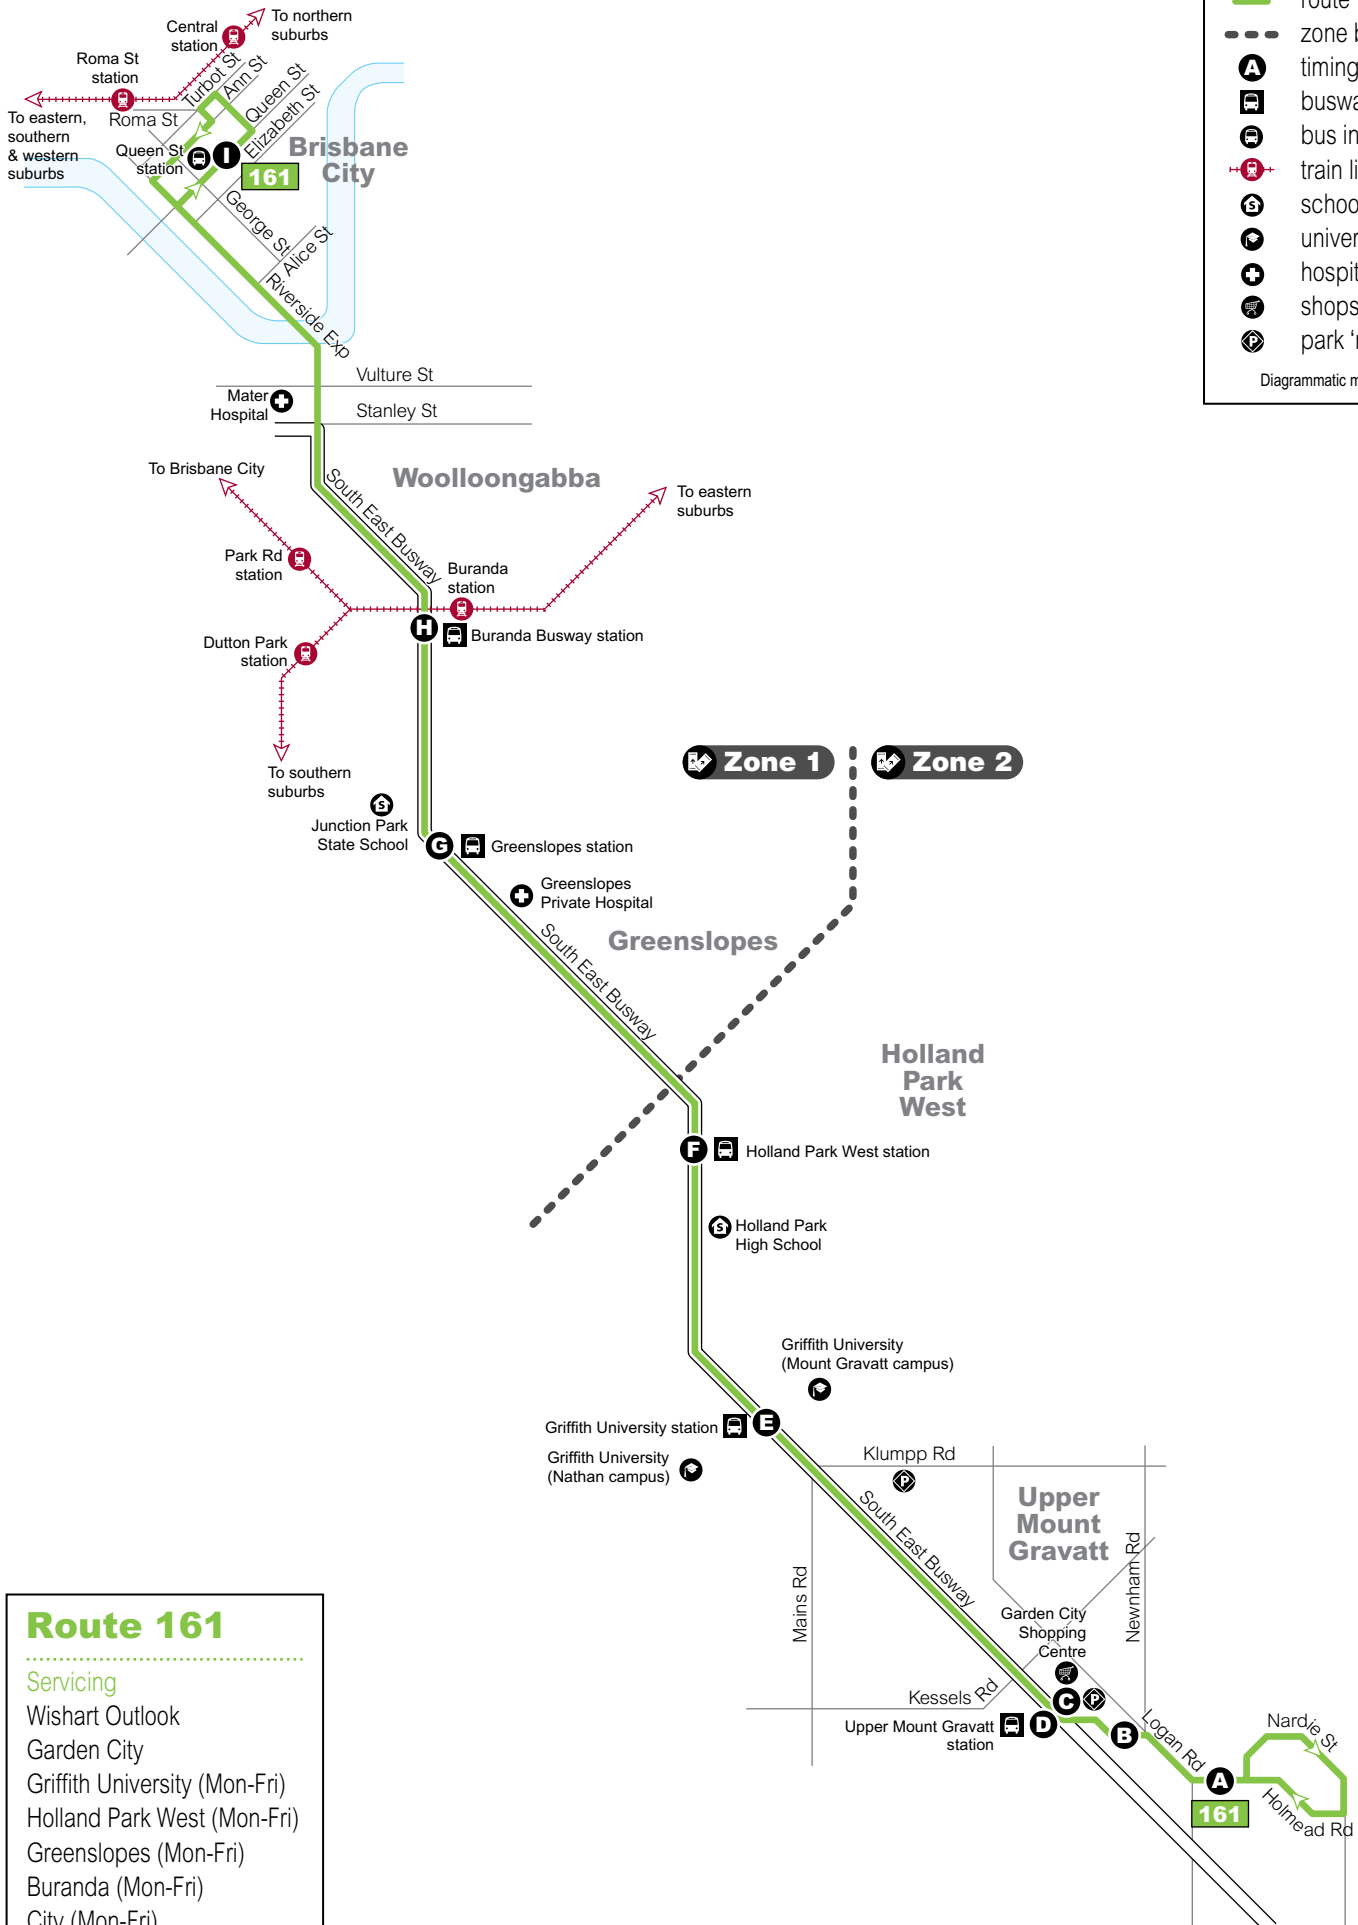 To northern
suburbs
Central
station
Roma St
station
Turbot St
Ann St
Queen St
Elizabeth St
To eastern,
southern
& western
suburbs
Roma St
Queen St
station
I
161
Brisbane
City
George St
Alice St
Riverside Exp
Vulture St
Mater
Hospital
Stanley St
Woolloongabba
To Brisbane City
South East Busway
To eastern
suburbs
Park Rd
station
Buranda
station
H
Buranda Busway station
Dutton Park
station
To southern
suburbs
Zone 1
Zone 2
S
Junction Park
State School
G
Greenslopes station
Greenslopes
Private Hospital
Greenslopes
South East Busway
Holland
Park
West
F
Holland Park West station
S
Holland Park
High School
Griffith University
(Mount Gravatt campus)
Griffith University station
E
Griffith University
(Nathan campus)
Klumpp Rd
P
Upper
Mount
Gravatt
South East Busway
Mains Rd
Newnham Rd
Garden City
Shopping
Centre
Kessels Rd
C
P
Upper Mount Gravatt
station
D
B
Logan Rd
Nardie St
A
161
Holmead Rd
route
zone b
A
timing
buswa
bus in
train li
S
schoo
univer
hospit
shops
P
park ‘r
Diagrammatic m
Route 161
Servicing
Wishart Outlook
Garden City
Griffith University (Mon-Fri)
Holland Park West (Mon-Fri)
Greenslopes (Mon-Fri)
Buranda (Mon-Fri)
City (Mon-Fri)